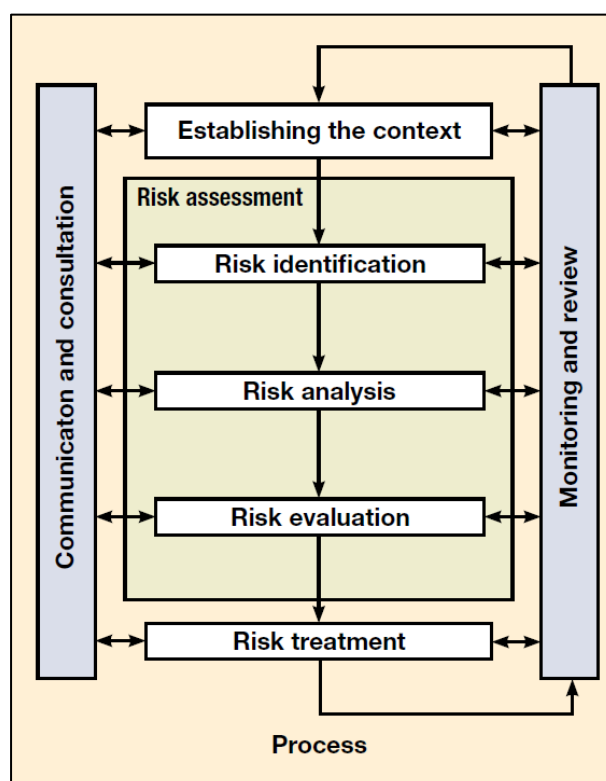 Establishing the context
Risk assessment
Risk identification
Risk analysis
Risk evaluation
Risk treatment
Communicaton and consultation
Monitoring and review
Process